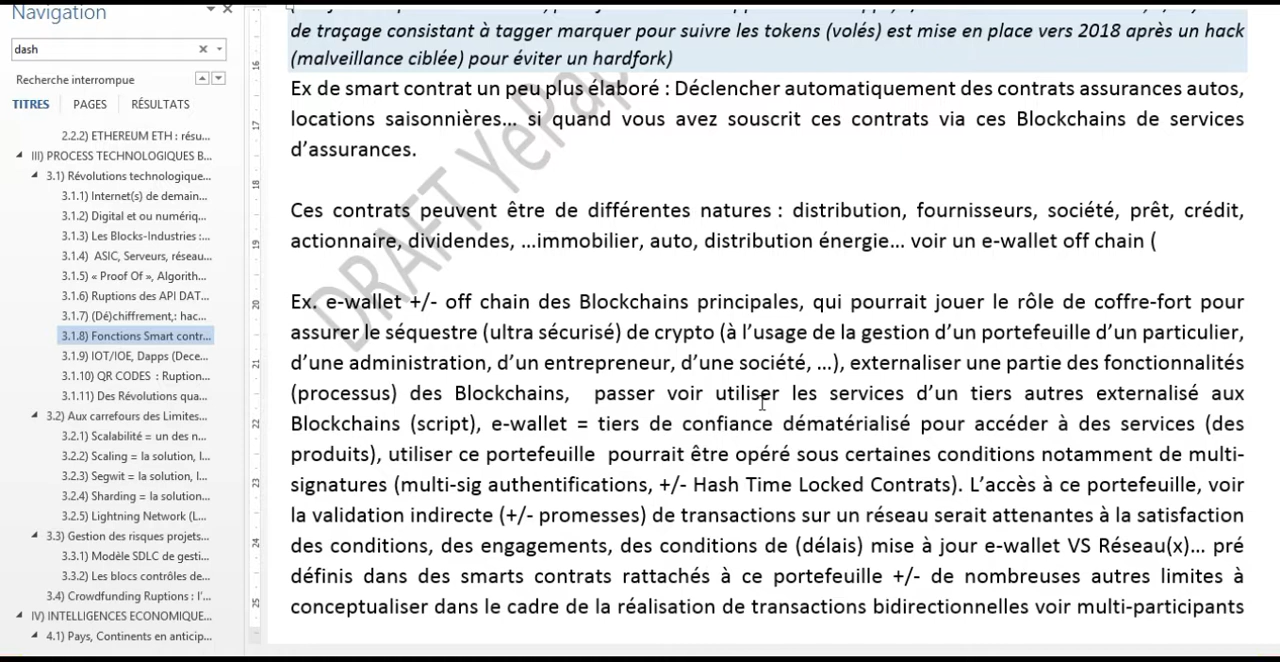 Navigation
dash
Recherche interrompue
TITRES PAGES RÉSULTATS
2.2.2) ETHEREUM ETH : résu...
III) PROCESS TECHNOLOGIQUES B...
3.1) Révolutions technologique...
3.1.1) Internet(s) de demain...
3.1.2) Digital et ou numériq...
3.1.3) Les Blocks-Industries :...
3.1.4) ASIC, Serveurs, réseau...
3.1.5) « Proof Of », Algorith...
3.1.6) Ruptions des API DAT...
3.1.7) (Dé)chiffrement,: hac...
3.1.8) Fonctions Smart contr...
3.1.9) IOT/IOE, Dapps (Dece...
3.1.10) QR CODES : Ruption...
3.1.11) Des Révolutions qua...
3.2) Aux carrefours des Limites...
3.2.1) Scalabilité = un des n...
3.2.2) Scaling = la solution, l...
3.2.3) Segwit = la solution, l...
3.2.4) Sharding = la solution...
3.2.5) Lightning Network (L...
3.3) Gestion des risques projets...
3.3.1) Modèle SDLC de gesti...
3.3.2) Les blocs contrôles de...
3.4) Crowdfunding Ruptions : l'...
IV) INTELLIGENCES ECONOMIQUE...
4.1) Pays, Continents en anticip...
16
17
18
19
20
21
22
23
24
25
de traçage consistant à tagger marquer pour suivre les tokens (volés) est mise en place vers 2018 après un hack
(malveillance ciblée) pour éviter un hardfork)
Ex de smart contrat un peu plus élaboré : Déclencher automatiquement des contrats assurances autos,
locations saisonnières... si quand vous avez souscrit ces contrats via ces Blockchains de services
d'assurances.
Ces contrats peuvent être de différentes natures : distribution, fournisseurs, société, prêt, crédit,
actionnaire, dividendes, ...immobilier, auto, distribution énergie... voir un e-wallet off chain (
Ex. e-wallet +/- off chain des Blockchains principales, qui pourrait jouer le rôle de coffre-fort pour
assurer le séquestre (ultra sécurisé) de crypto (à l'usage de la gestion d'un portefeuille d'un particulier,
d'une administration, d'un entrepreneur, d'une société, ...), externaliser une partie des fonctionnalités
(processus) des Blockchains, passer voir utiliser les services d'un tiers autres externalisé aux
Blockchains (script), e-wallet = tiers de confiance dématérialisé pour accéder à des services (des
produits), utiliser ce portefeuille pourrait être opéré sous certaines conditions notamment de multi-
signatures (multi-sig authentifications, +/- Hash Time Locked Contrats). L'accès à ce portefeuille, voir
la validation indirecte (+/- promesses) de transactions sur un réseau serait attenantes à la satisfaction
des conditions, des engagements, des conditions de (délais) mise à jour e-wallet VS Réseau(x)... pré
définis dans des smarts contrats rattachés à ce portefeuille +/- de nombreuses autres limites à
conceptualiser dans le cadre de la réalisation de transactions bidirectionnelles voir multi-participants
DRAFT YePap